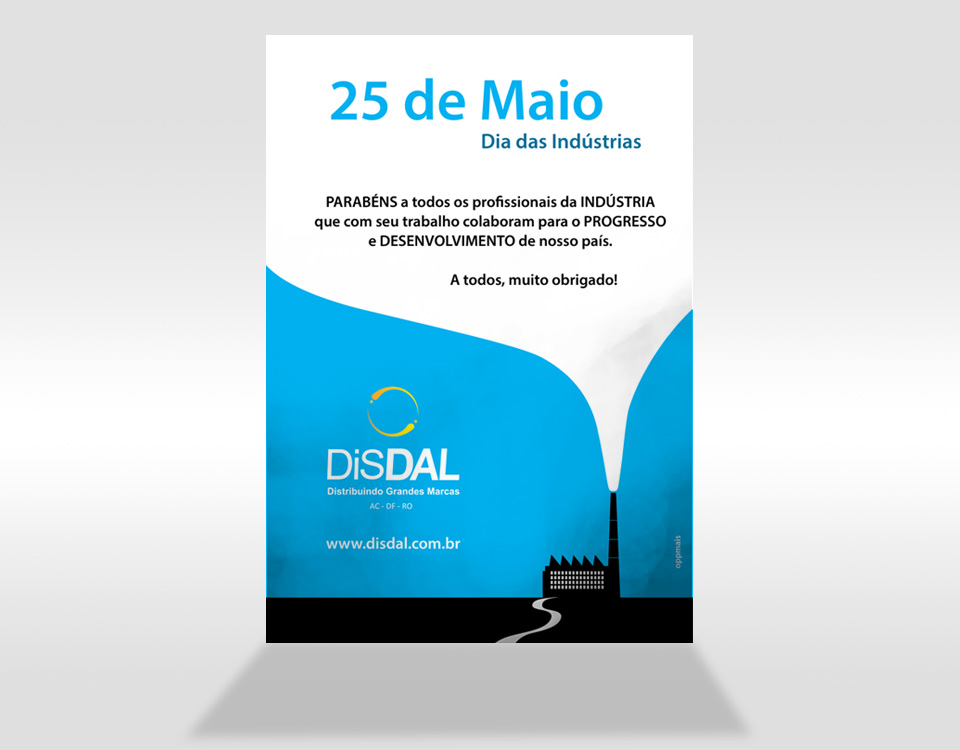 25 de Maio
Dia das Indústrias
PARABÉNS a todos os profissionais da INDÚSTRIA
que com seu trabalho colaboram para o PROGRESSO
e DESENVOLVIMENTO de nosso país.
A todos, muito obrigado!
DiSDAL
Distribuindo Grandes Marcas
AC - DF - RO
www.disdal.com.br
oppmais